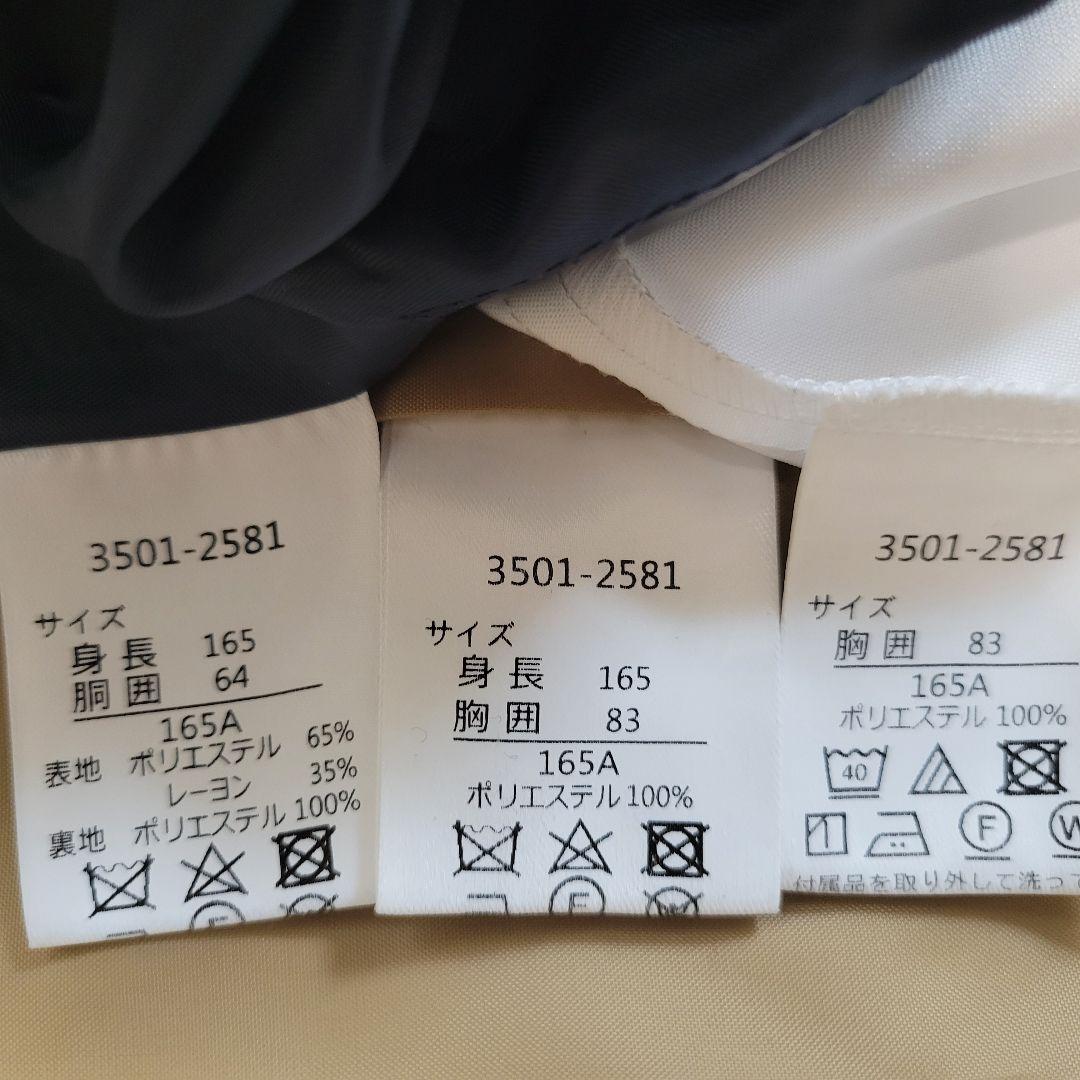 3501-2581
サイズ
身長 165
胴囲 64
165A
表地 ポリエステル 65%
レーヨン 35%
裏地 ポリエステル 100%
3501-2581
サイズ
身長 165
胸囲 83
165A
ポリエステル 100%
3501-2581
サイズ
胸囲 83
165A
ポリエステル 100%
40
F
W
付属品を取り外して洗っ